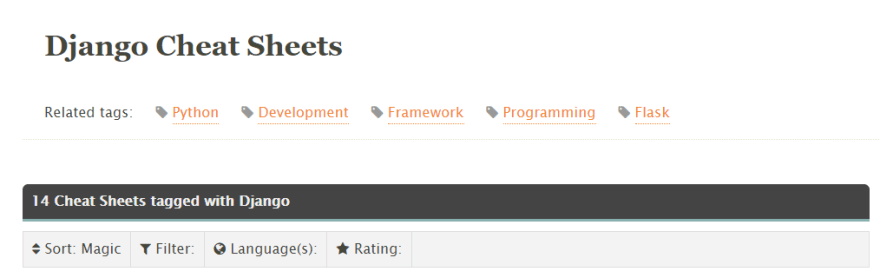 Django Cheat Sheets
Related tags: Python Development Framework Programming Flask
14 Cheat Sheets tagged with Django
Sort: Magic Filter: Language(s): Rating: